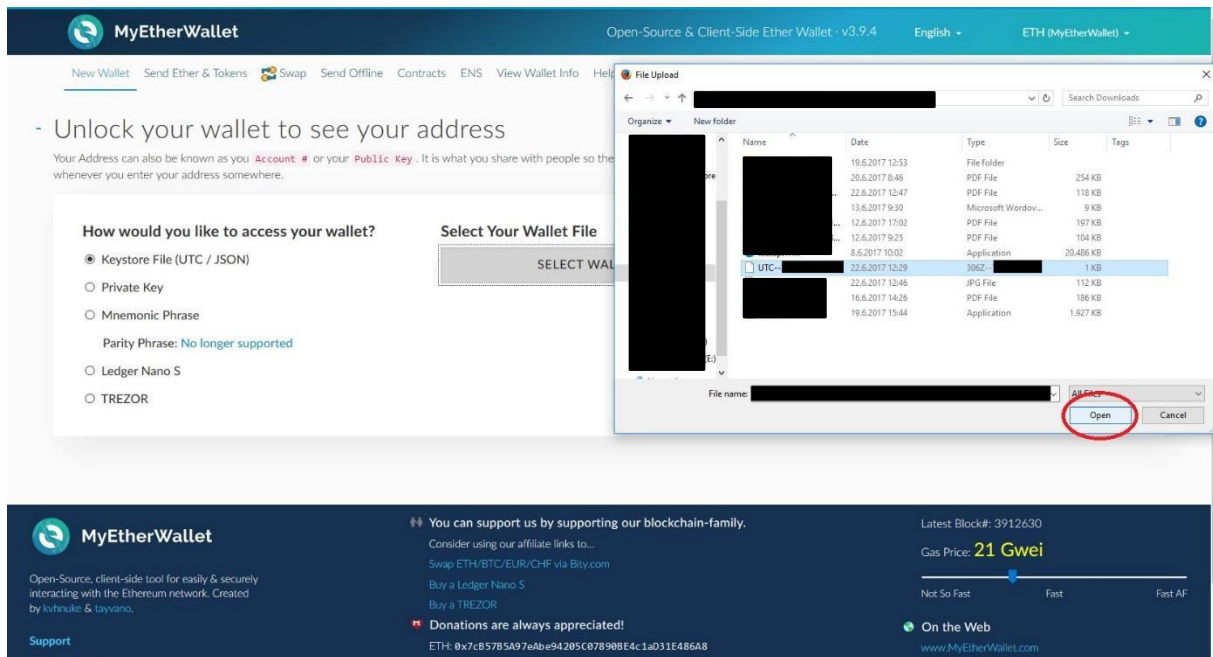 MyEtherWallet
Open-Source & Client-Side Ether Wallet · v3.9.4
English
ETH (MyEtherWallet)
New Wallet
Send Ether & Tokens
Swap
Send Offline
Contracts
ENS
View Wallet Info
Help
- Unlock your wallet to see your address
Your Address can also be known as you Account # or your Public Key. It is what you share with people so the
whenever you enter your address somewhere.
How would you like to access your wallet?
Keystore File (UTC / JSON)
Private Key
Mnemonic Phrase
Parity Phrase: No longer supported
Ledger Nano S
TREZOR
Select Your Wallet File
SELECT WAL
File Upload
Search Downloads
Organize
New folder
Name Date Type Size Tags
19.6.2017 12:53 File folder
20.6.2017 8:46 PDF File 254 KB
22.6.2017 12:47 PDF File 118 KB
13.6.2017 9:30 Microsoft Wordov... 9 KB
12.6.2017 17:02 PDF File 197 KB
12.6.2017 9:25 PDF File 104 KB
8.6.2017 10:02 Application 20.486 KB
UTC-- 22.6.2017 12:29 306Z-- 1 KB
22.6.2017 12:46 JPG File 112 KB
16.6.2017 14:26 PDF File 186 KB
19.6.2017 15:44 Application 1.927 KB
(E:)
File name:
All Files
Open
Cancel
MyEtherWallet
Open-Source, client-side tool for easily & securely
interacting with the Ethereum network. Created
by kvhnuke & tayvano.
Support
You can support us by supporting our blockchain-family.
Consider using our affiliate links to...
Swap ETH/BTC/EUR/CHF via Bity.com
Buy a Ledger Nano S
Buy a TREZOR
Donations are always appreciated!
ETH: 0x7cB57B5A97eAbe94205C07890BE4c1aD31E486A8
Latest Block#: 3912630
Gas Price: 21 Gwei
Not So Fast
Fast
Fast AF
On the Web
www.MyEtherWallet.com